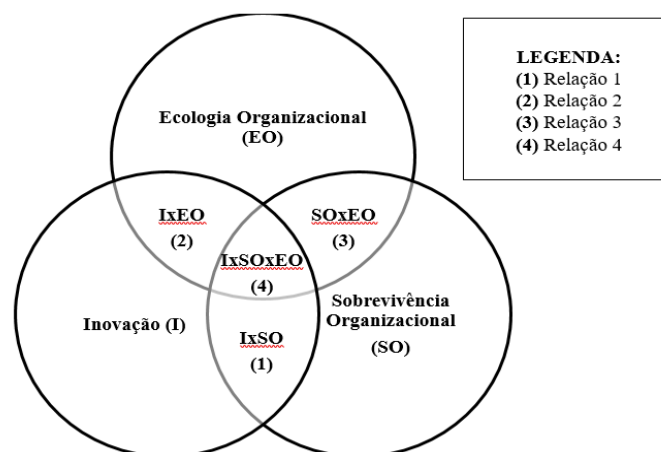 LEGENDA:
(1) Relação 1
(2) Relação 2
(3) Relação 3
(4) Relação 4
Ecologia Organizacional
(EO)
IxEO
(2)
SOxEO
(3)
IxSOxEO
(4)
Inovação (I)
Sobrevivência
Organizacional
(SO)
IxSO
(1)